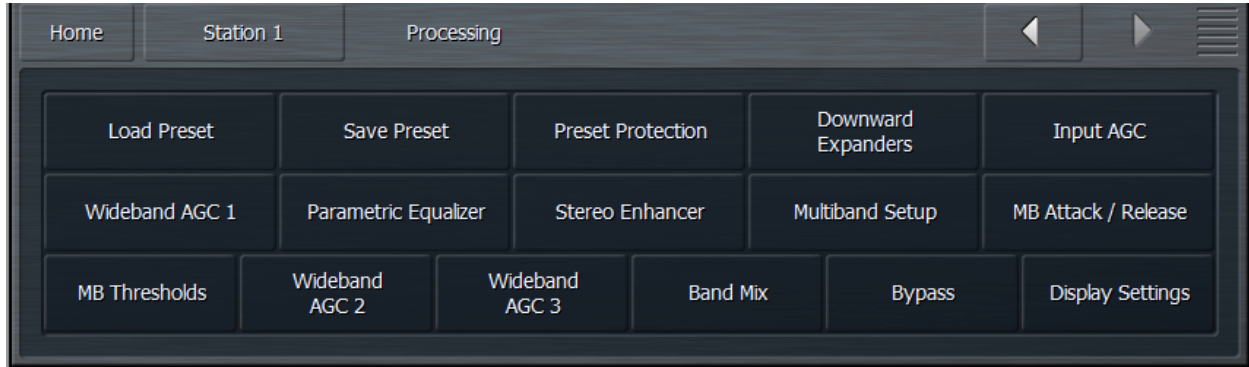 Home Station 1 Processing
Load Preset Save Preset Preset Protection Downward Expanders Input AGC
Wideband AGC 1 Parametric Equalizer Stereo Enhancer Multiband Setup MB Attack / Release
MB Thresholds Wideband AGC 2 Wideband AGC 3 Band Mix Bypass Display Settings